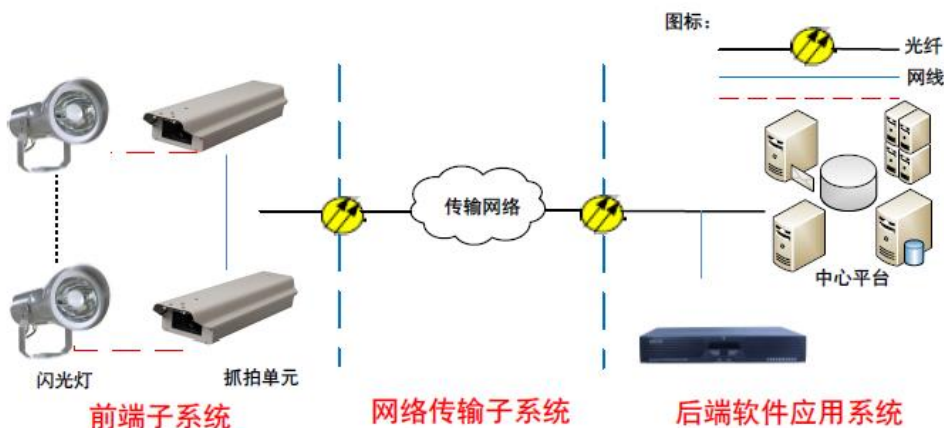 图标：
光纤
网线
传输网络
中心平台
闪光灯
抓拍单元
前端子系统
网络传输子系统
后端软件应用系统